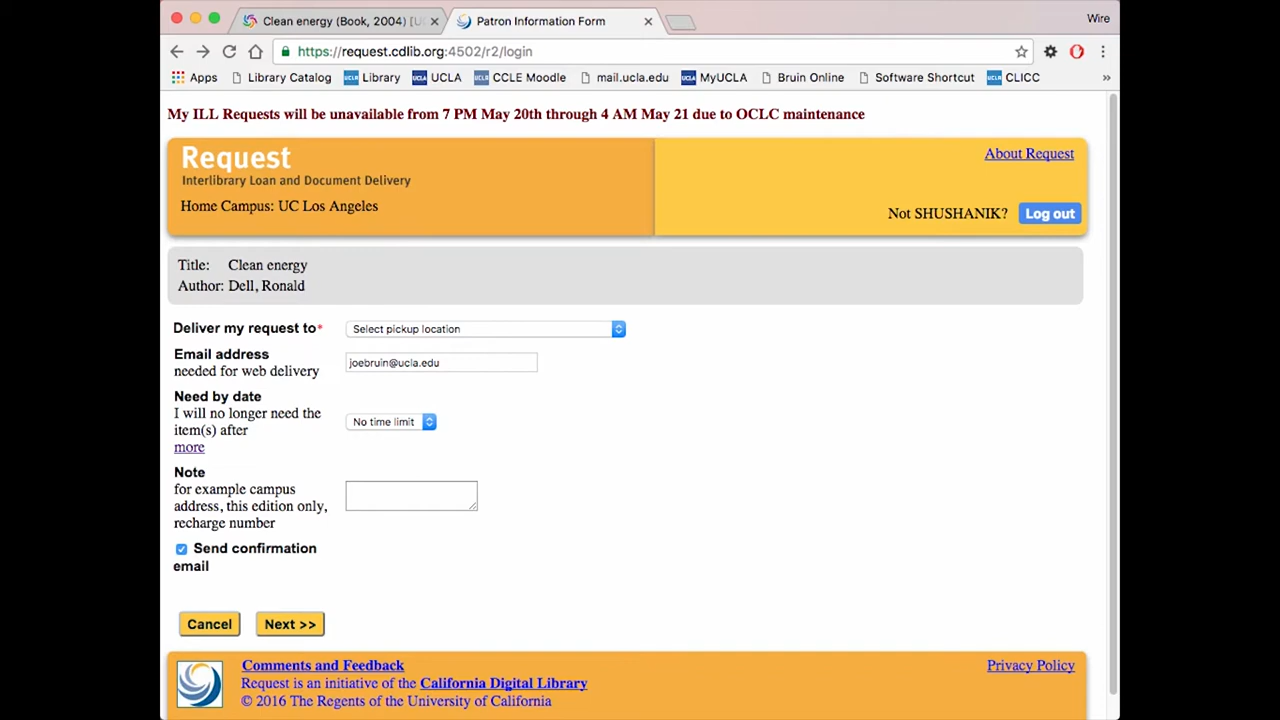 Clean energy (Book, 2004) [U
Patron Information Form
Wire
https://request.cdlib.org:4502/r2/login
Apps
Library Catalog
Library
UCLA
CCLE Moodle
mail.ucla.edu
MyUCLA
Bruin Online
Software Shortcut
CLICC
»
My ILL Requests will be unavailable from 7 PM May 20th through 4 AM May 21 due to OCLC maintenance
Request
About Request
Interlibrary Loan and Document Delivery
Home Campus: UC Los Angeles
Not SHUSHANIK? Log out
Title: Clean energy
Author: Dell, Ronald
Deliver my request to* Select pickup location
Email address
needed for web delivery
joebruin@ucla.edu
Need by date
I will no longer need the
item(s) after
more
No time limit
Note
for example campus
address, this edition only,
recharge number
Send confirmation
email
Cancel
Next >>
Comments and Feedback
Privacy Policy
Request is an initiative of the California Digital Library
© 2016 The Regents of the University of California